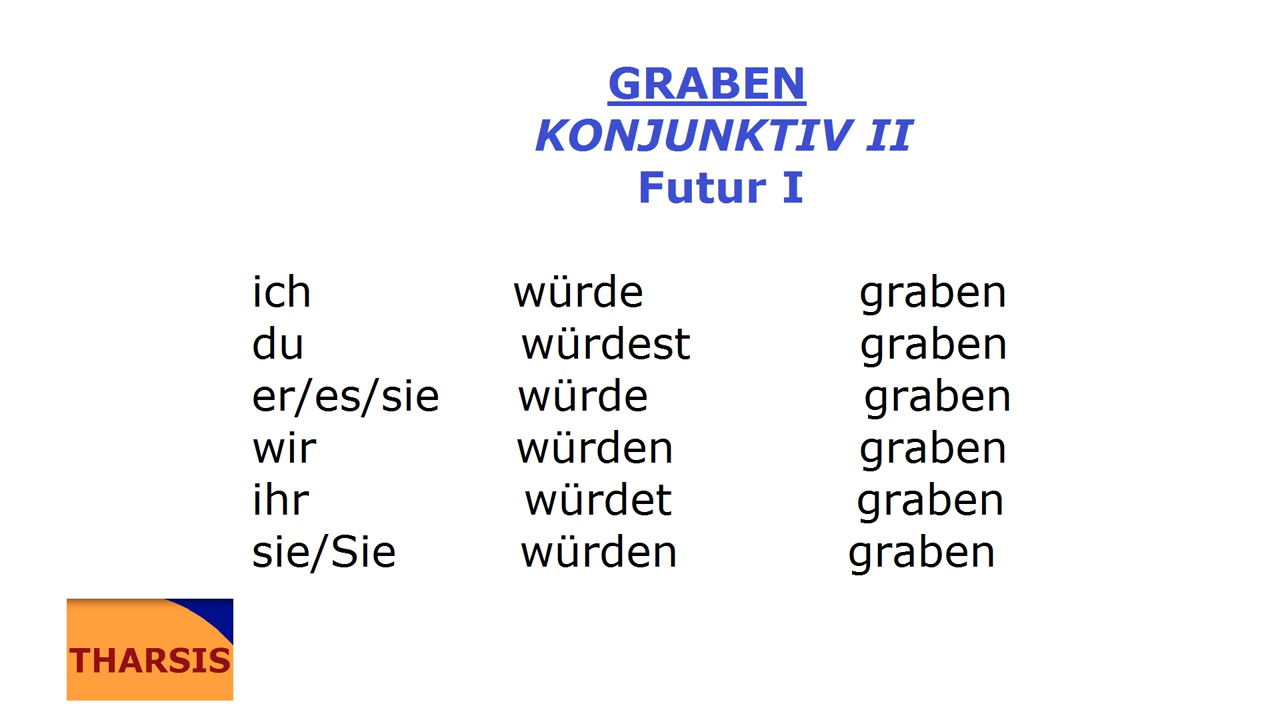 GRABEN
KONJUNKTIV II
Futur I
ich würde graben
du würdest graben
er/es/sie würde graben
wir würden graben
ihr würdet graben
sie/Sie würden graben
THARSIS